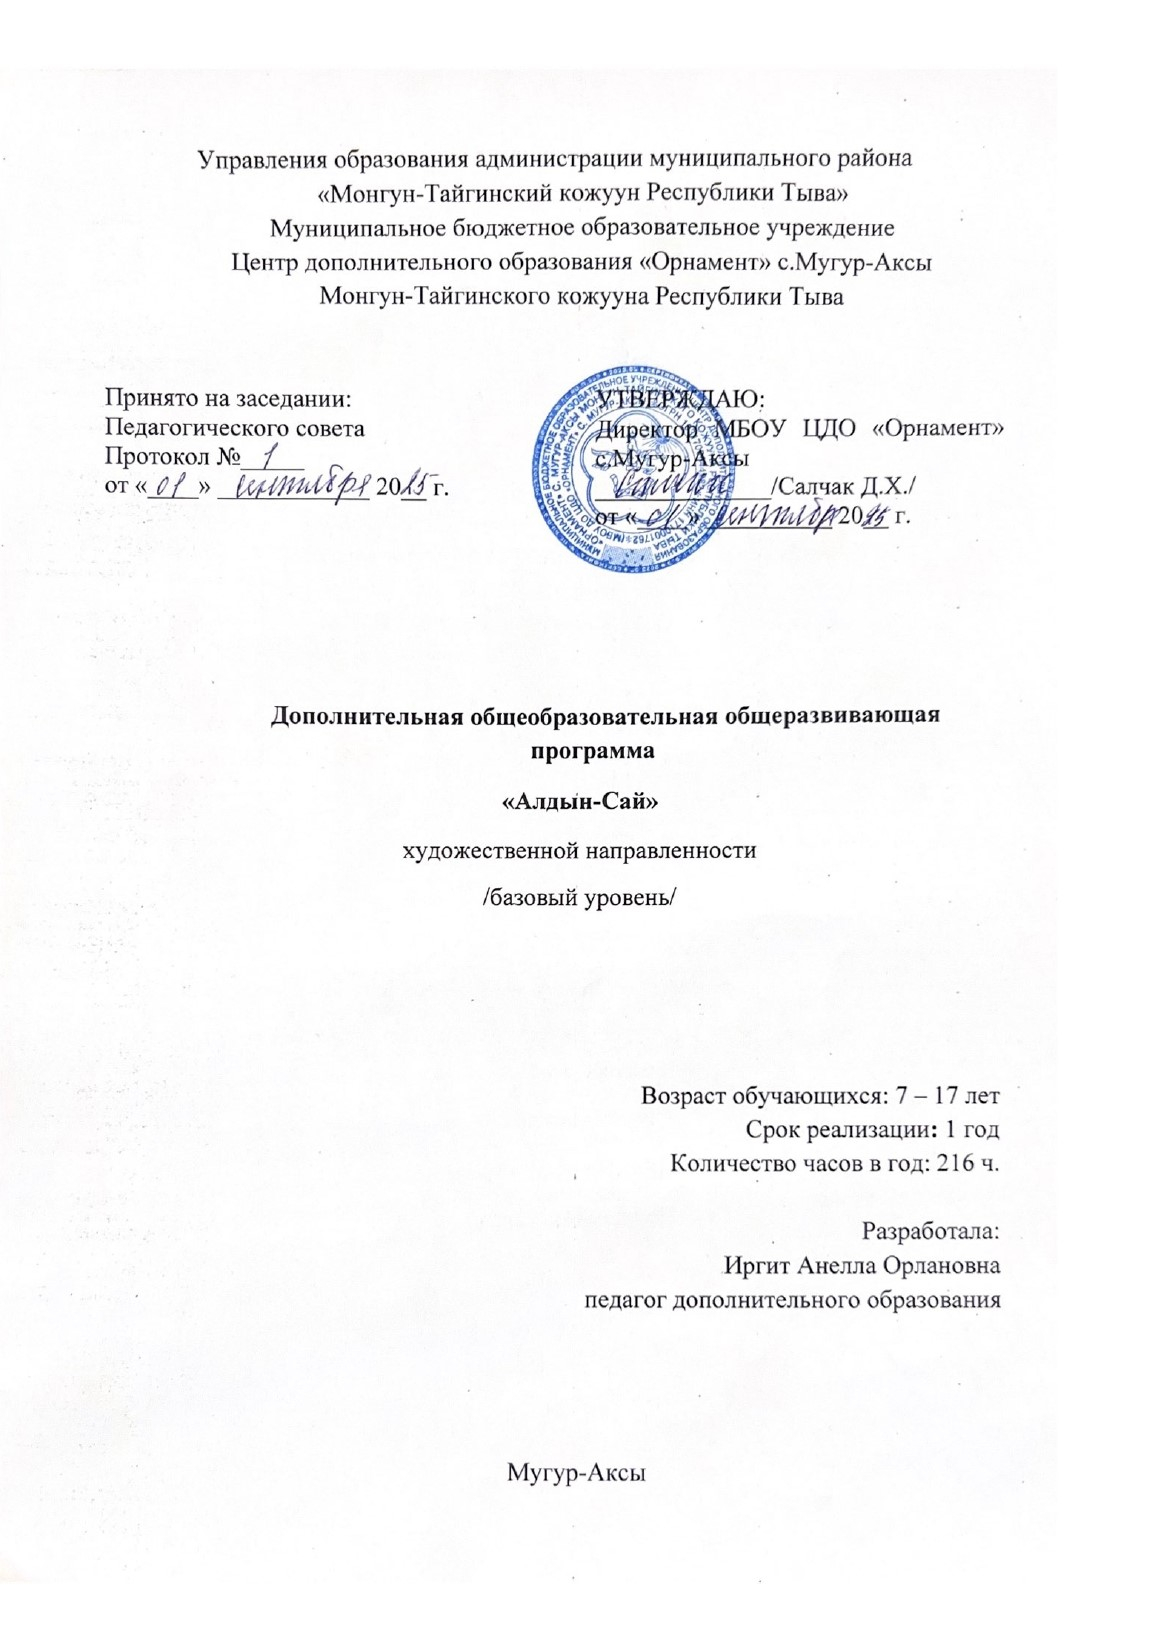 Управления образования администрации муниципального района
«Монгун-Тайгинский кожуун Республики Тыва»
Муниципальное бюджетное образовательное учреждение
Центр дополнительного образования «Орнамент» с.Мугур-Аксы
Монгун-Тайгинского кожууна Республики Тыва
Принято на заседании:
Педагогического совета
Протокол № 1
от «01» сентября 2025 г.
УТВЕРЖДАЮ:
Директор МБОУ ЦДО «Орнамент»
с.Мугур-Аксы
/Салчак Д.Х./
от «01» сентября 2025 г.
Дополнительная общеобразовательная общеразвивающая
программа
«Алдын-Сай»
художественной направленности
/базовый уровень/
Возраст обучающихся: 7 – 17 лет
Срок реализации: 1 год
Количество часов в год: 216 ч.
Разработала:
Иргит Анелла Орлановна
педагог дополнительного образования
Мугур-Аксы